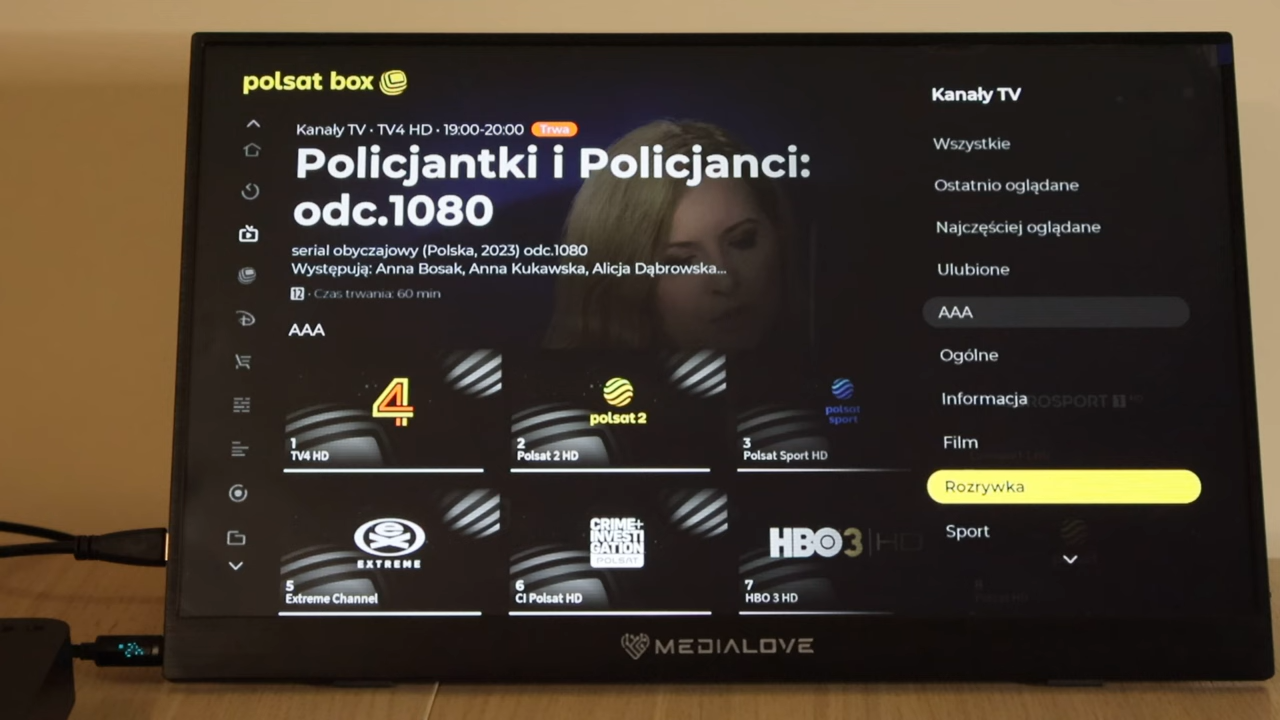 polsat box
Kanały TV · TV4 HD · 19:00-20:00 Trwa
Policjantki i Policjanci:
odc.1080
serial obyczajowy (Polska, 2023) odc.1080
Występują: Anna Bosak, Anna Kukawska, Alicja Dąbrowska...
12 · Czas trwania: 60 min
AAA
4
1
TV4 HD
polsat 2
2
Polsat 2 HD
polsat
sport
3
Polsat Sport HD
EXTREME
5
Extreme Channel
CRIME+
INVESTI
GATION
POLSAT
6
CI Polsat HD
HBO3 HD
7
HBO 3 HD
Kanały TV
Wszystkie
Ostatnio oglądane
Najczęściej oglądane
Ulubione
AAA
Ogólne
Informacja
Film
Rozrywka
Sport
MEDIALOVE